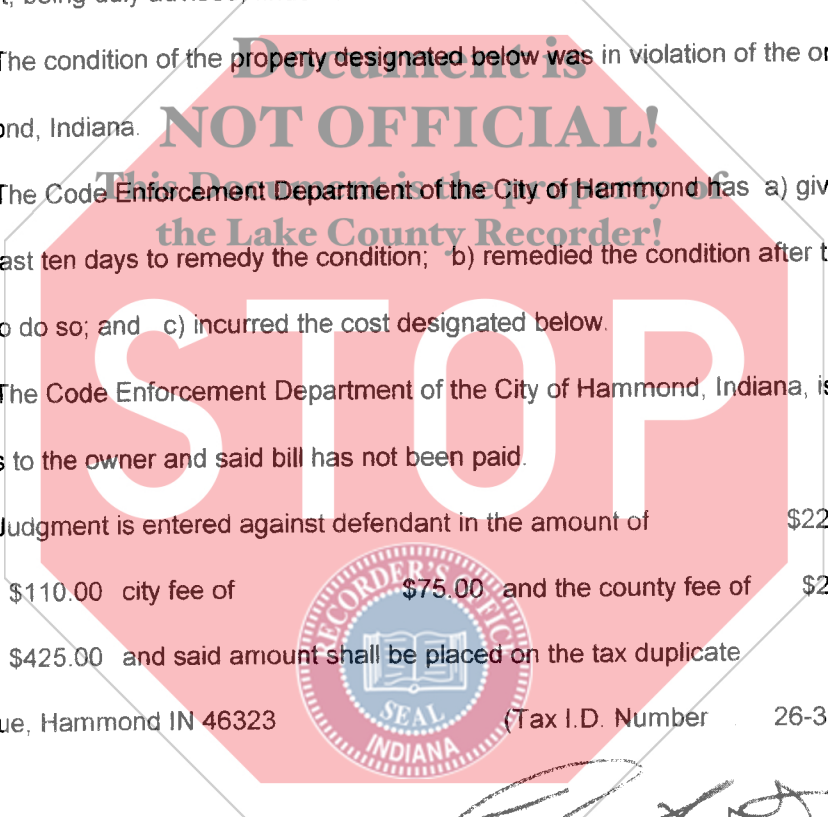 The condition of the property designated below was in violation of the or
Document is
ond, Indiana.
NOT OFFICIAL!
The Code Enforcement Department of the City of Hammond has a) giv
This Document is the property of
the Lake County Recorder!
ast ten days to remedy the condition; b) remedied the condition after t
o do so; and c) incurred the cost designated below.
STOP
The Code Enforcement Department of the City of Hammond, Indiana, is
s to the owner and said bill has not been paid.
Judgment is entered against defendant in the amount of $22
$110.00 city fee of $75.00 and the county fee of $2
RECORDER'S OFFIC
$425.00 and said amount shall be placed on the tax duplicate
SEAL
INDIANA
ue, Hammond IN 46323 (Tax I.D. Number 26-3